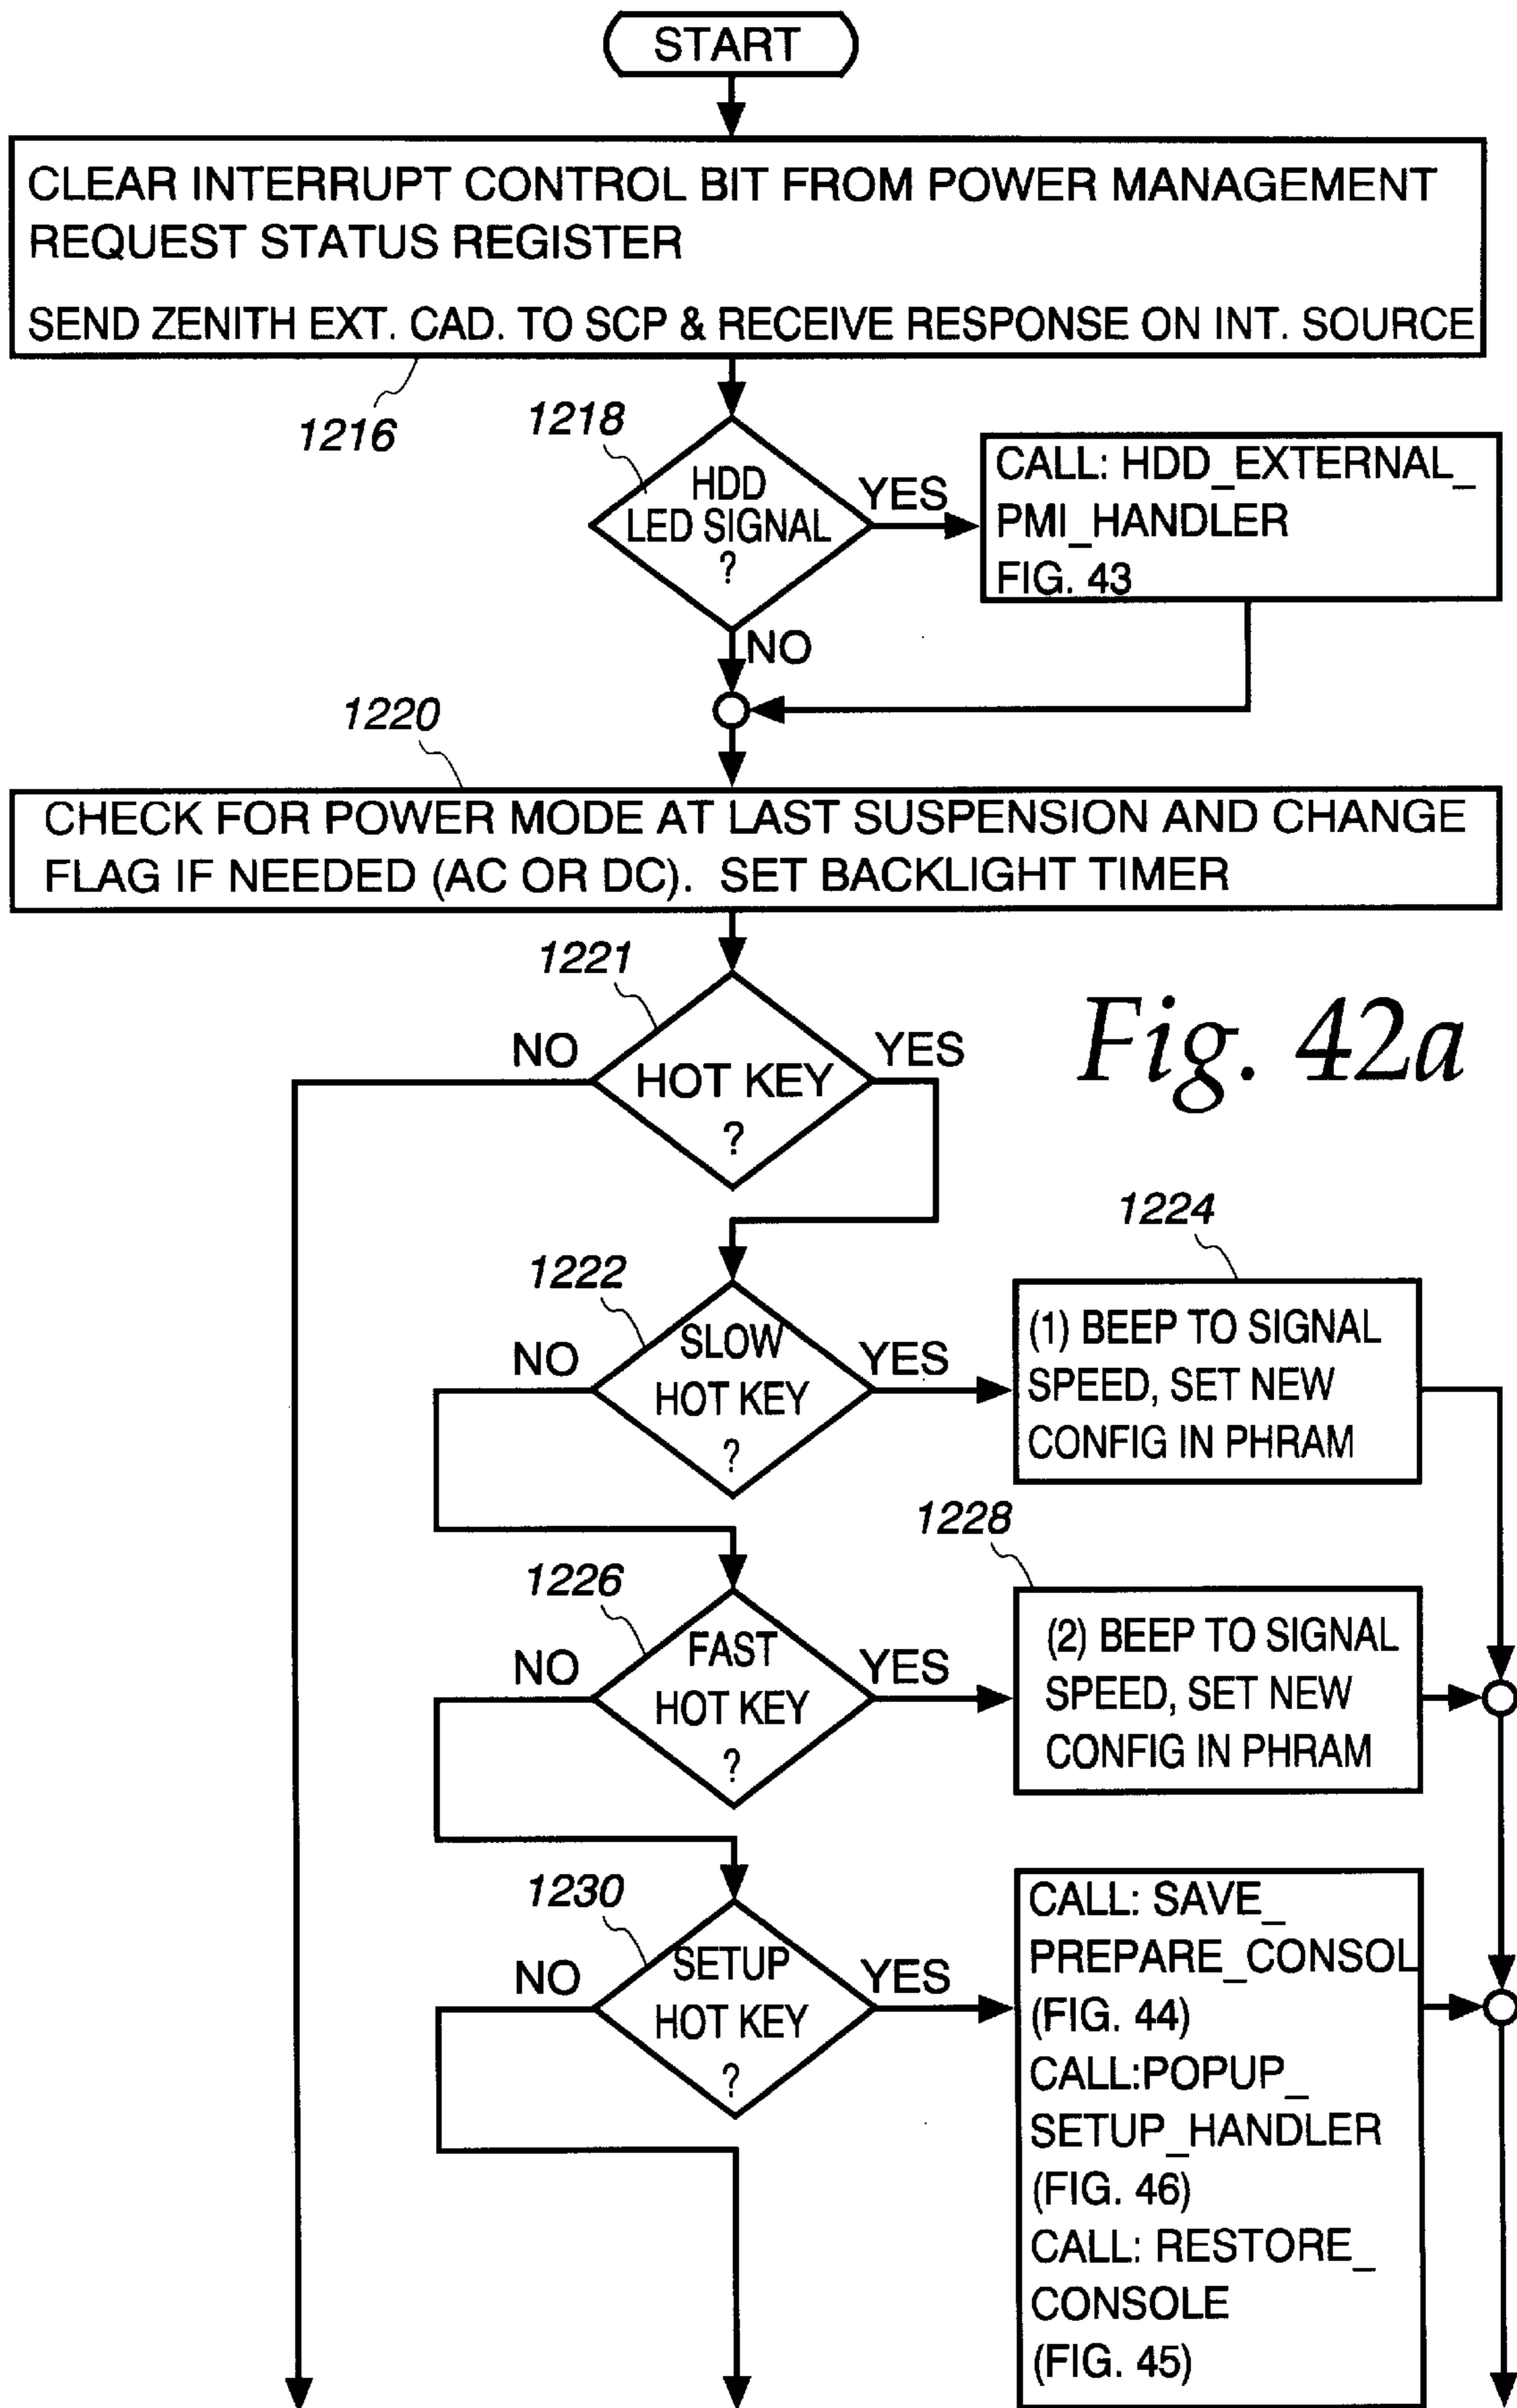 START
CLEAR INTERRUPT CONTROL BIT FROM POWER MANAGEMENT
REQUEST STATUS REGISTER
SEND ZENITH EXT. CAD. TO SCP & RECEIVE RESPONSE ON INT. SOURCE
1216
1218
HDD
LED SIGNAL
?
YES
CALL: HDD_EXTERNAL_
PMI_HANDLER
FIG. 43
NO
1220
CHECK FOR POWER MODE AT LAST SUSPENSION AND CHANGE
FLAG IF NEEDED (AC OR DC). SET BACKLIGHT TIMER
1221
NO
HOT KEY
?
YES
Fig. 42a
1222
NO
SLOW
HOT KEY
?
YES
1224
(1) BEEP TO SIGNAL
SPEED, SET NEW
CONFIG IN PHRAM
1226
NO
FAST
HOT KEY
?
YES
1228
(2) BEEP TO SIGNAL
SPEED, SET NEW
CONFIG IN PHRAM
1230
NO
SETUP
HOT KEY
?
YES
CALL: SAVE_
PREPARE_CONSOL
(FIG. 44)
CALL:POPUP_
SETUP_HANDLER
(FIG. 46)
CALL: RESTORE_
CONSOLE
(FIG. 45)